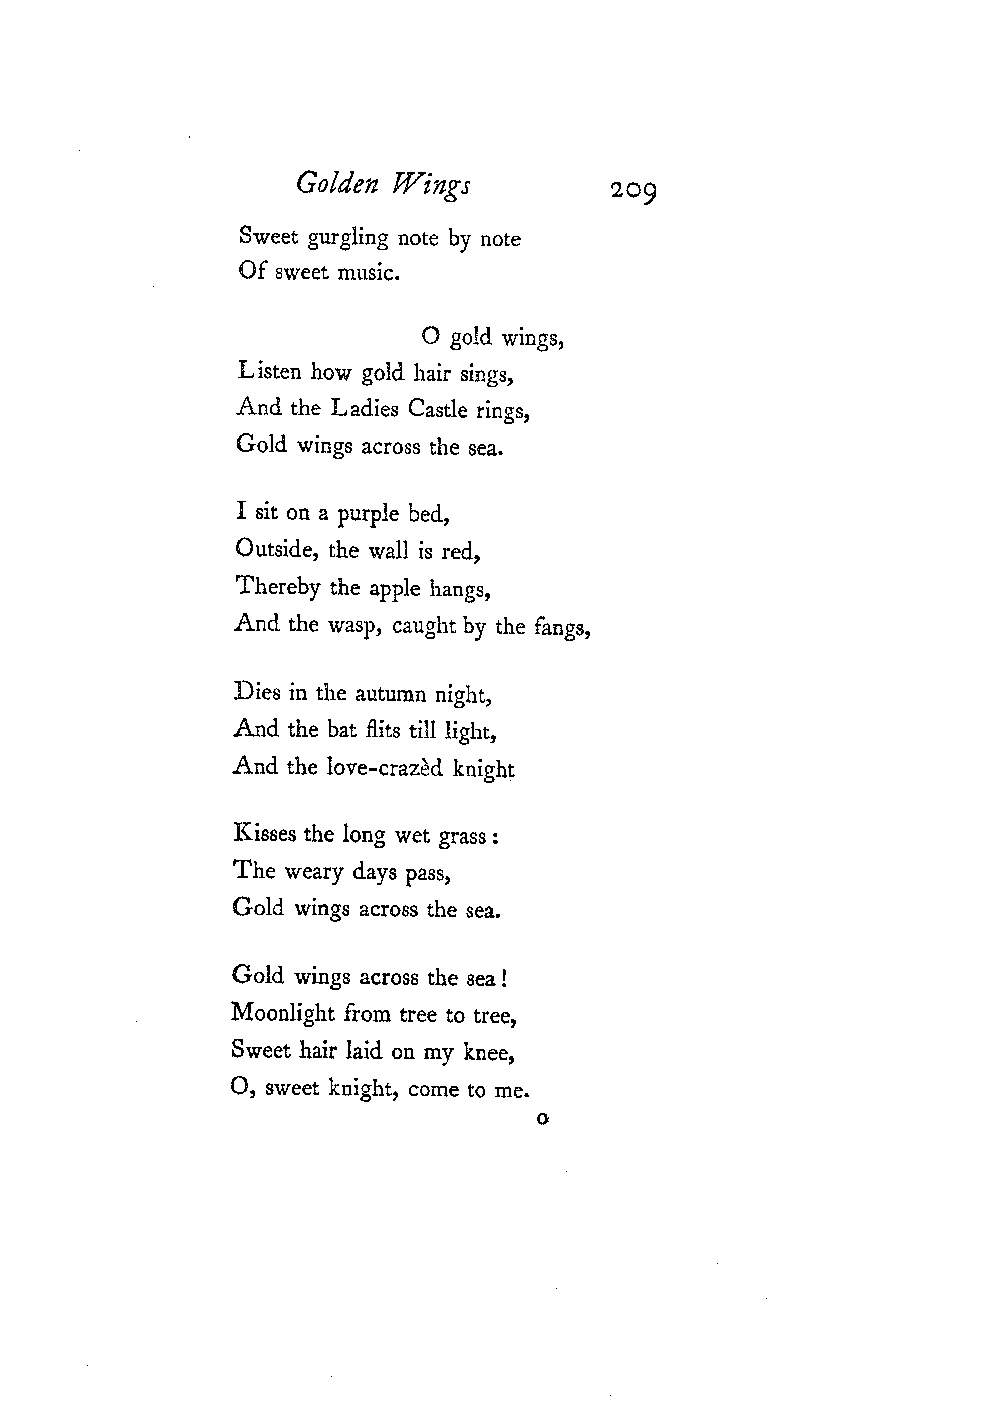 Golden Wings 209
Sweet gurgling note by note
Of sweet music.
O gold wings,
Listen how gold hair sings,
And the Ladies Castle rings,
Gold wings across the sea.
I sit on a purple bed,
Outside, the wall is red,
Thereby the apple hangs,
And the wasp, caught by the fangs,
Dies in the autumn night,
And the bat flits till light,
And the love-crazèd knight
Kisses the long wet grass :
The weary days pass,
Gold wings across the sea.
Gold wings across the sea !
Moonlight from tree to tree,
Sweet hair laid on my knee,
O, sweet knight, come to me.
o